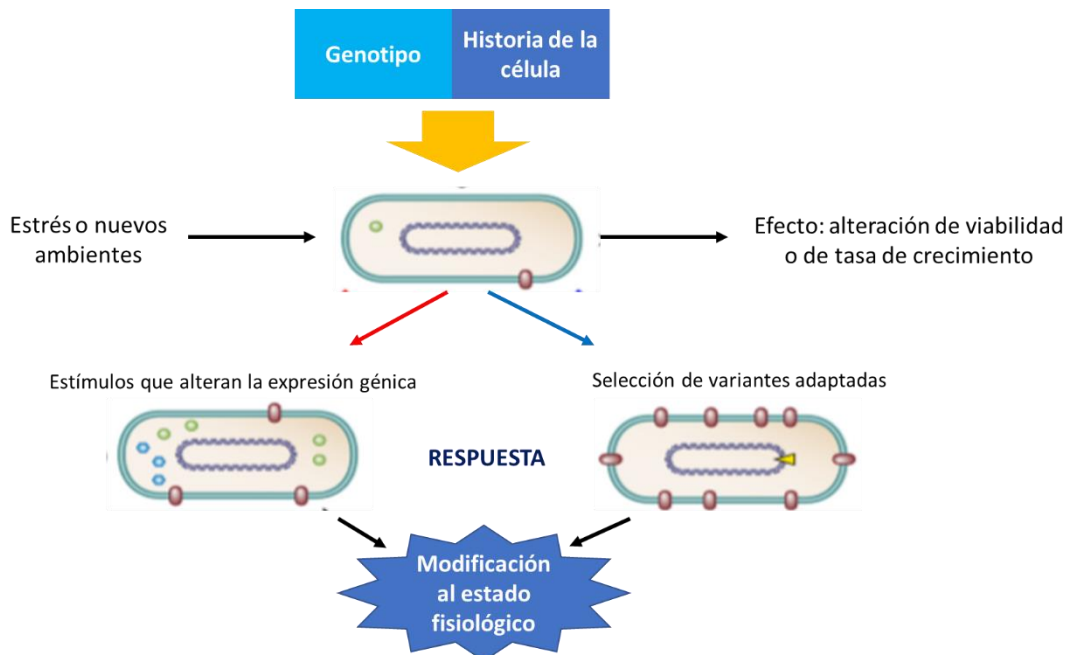 Genotipo
Historia de la
célula
Estrés o nuevos
ambientes
Efecto: alteración de viabilidad
o de tasa de crecimiento
Estímulos que alteran la expresión génica
Selección de variantes adaptadas
RESPUESTA
Modificación
al estado
fisiológico